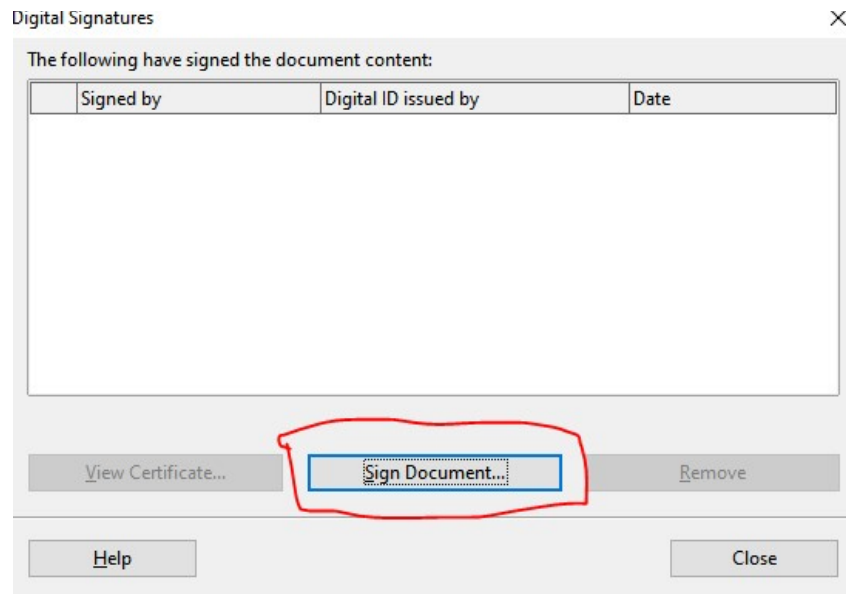 Digital Signatures
The following have signed the document content:
Signed by Digital ID issued by Date
View Certificate... Sign Document... Remove
Help Close